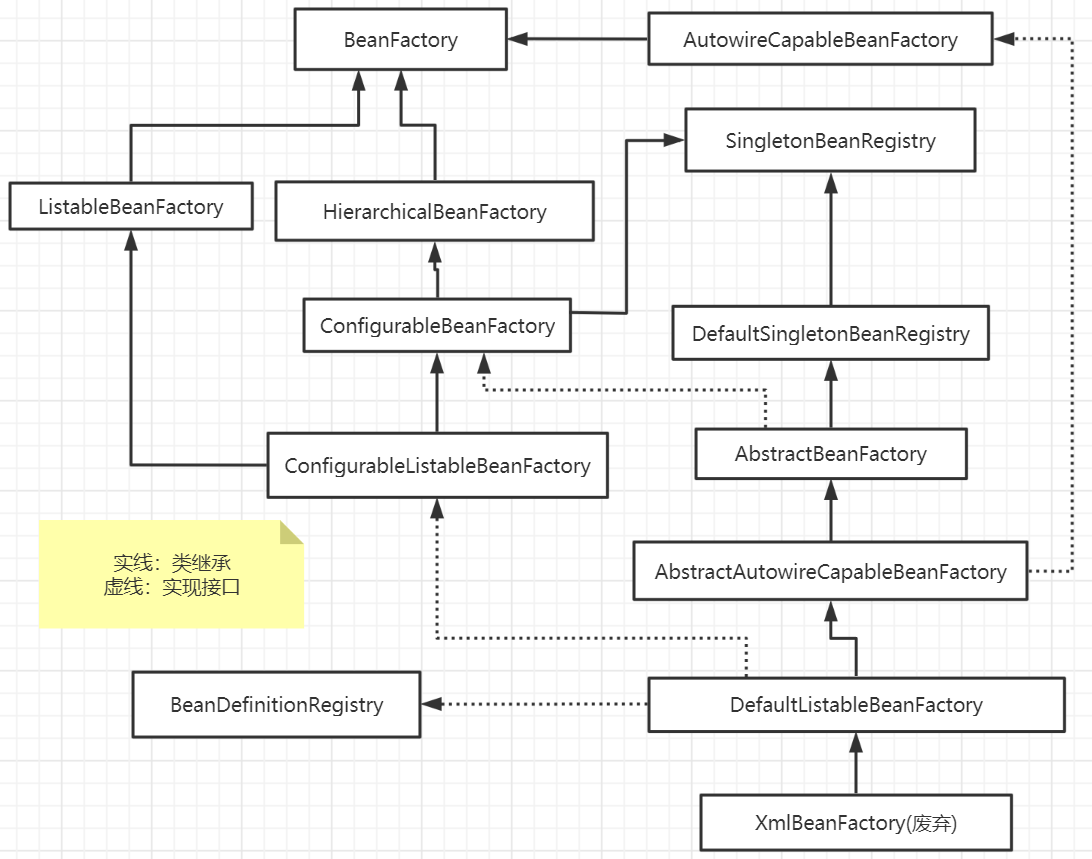 BeanFactory
AutowireCapableBeanFactory
SingletonBeanRegistry
ListableBeanFactory
HierarchicalBeanFactory
ConfigurableBeanFactory
DefaultSingletonBeanRegistry
AbstractBeanFactory
ConfigurableListableBeanFactory
实线：类继承
虚线：实现接口
AbstractAutowireCapableBeanFactory
BeanDefinitionRegistry
DefaultListableBeanFactory
XmlBeanFactory(废弃)